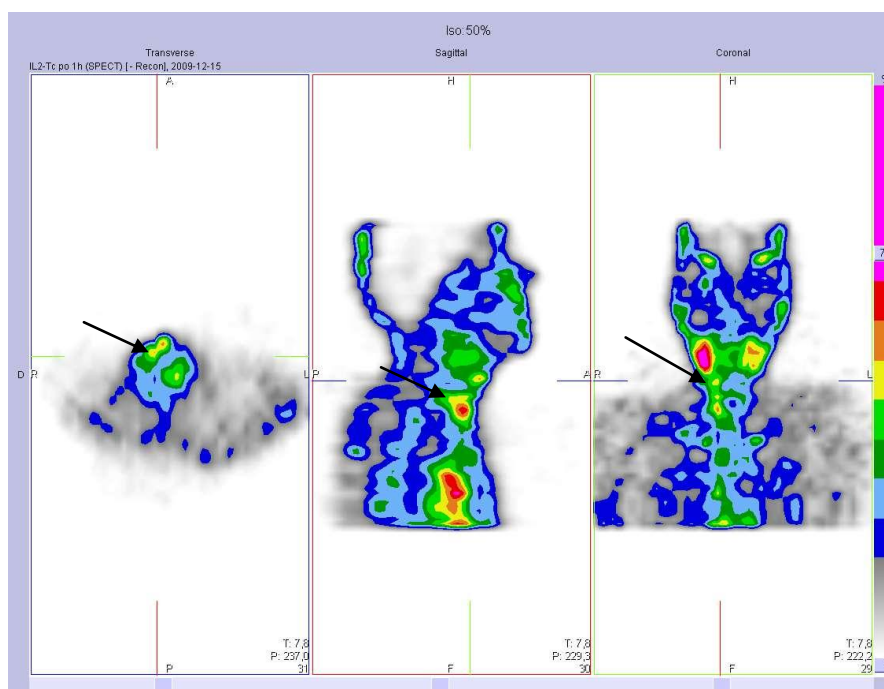 Iso:50%
Transverse Sagittal Coronal
IL2-Tc po 1h (SPECT) [- Recon], 2009-12-15
A H H
D R L P A R L
T: 7,8 T: 7,8 T: 7,8
P: 237,0 P: 229,3 P: 222,2
31 30 29
P F F